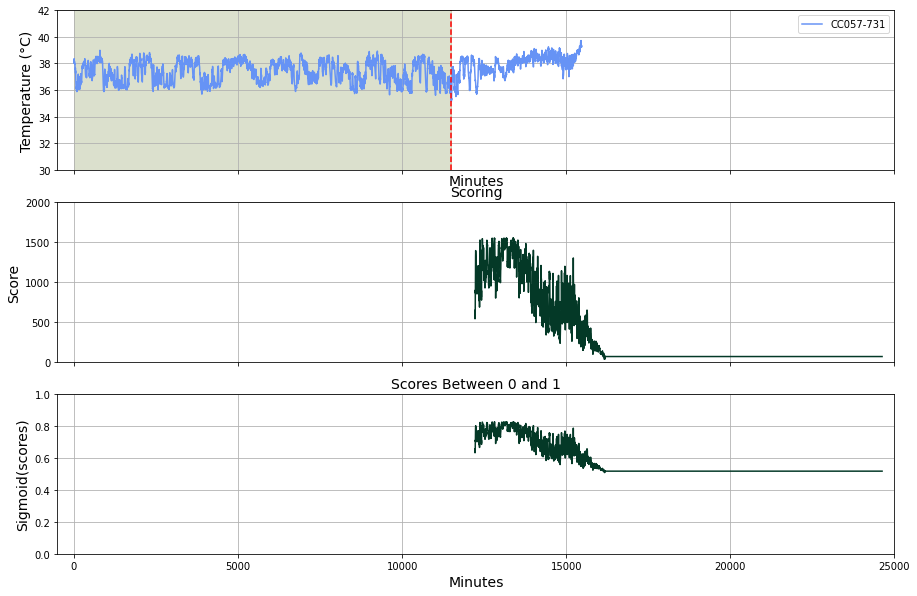 42
40
38
36
34
32
30
Temperature (°C)
CC057-731
Minutes
Scoring
2000
1500
1000
500
0
Score
Scores Between 0 and 1
1.0
0.8
0.6
0.4
0.2
0.0
Sigmoid(scores)
0 5000 10000 15000 20000 25000
Minutes